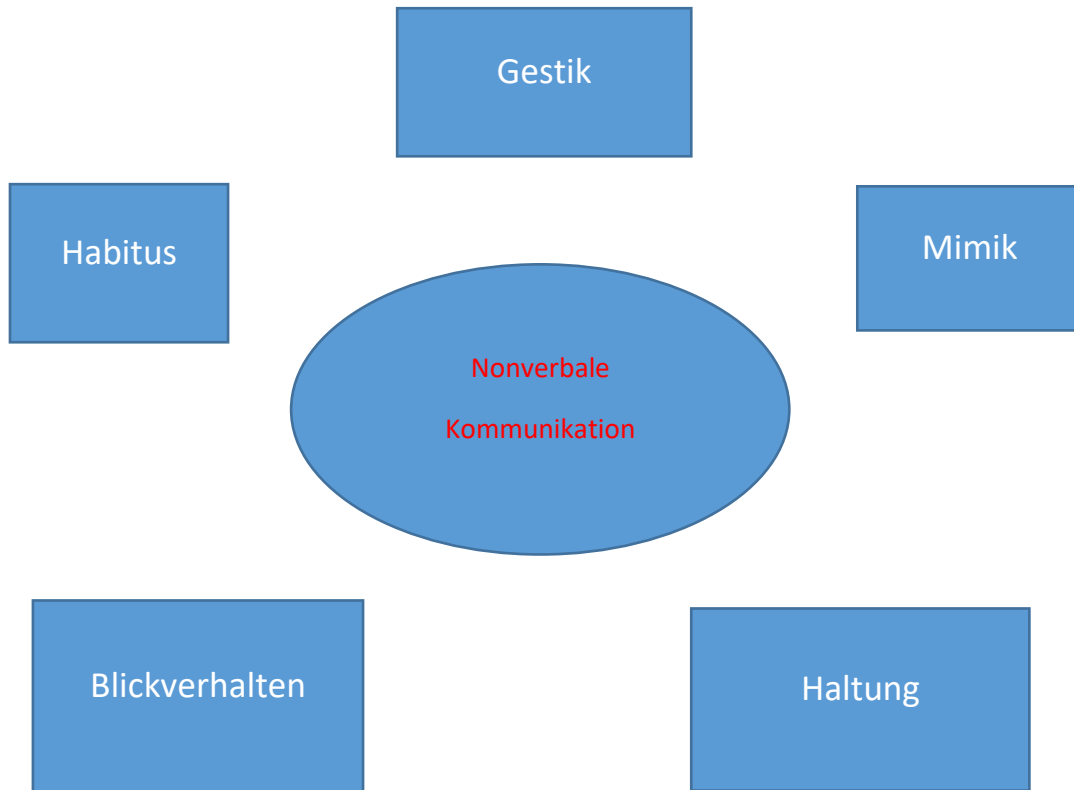 Gestik
Habitus
Mimik
Nonverbale
Kommunikation
Blickverhalten
Haltung